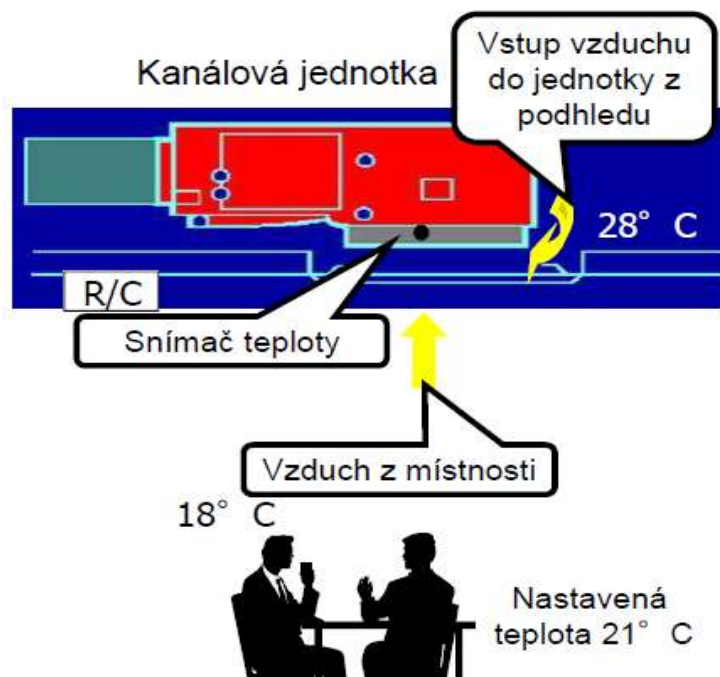 Kanálová jednotka
Vstup vzduchu
do jednotky z
podhledu
28° C
R/C
Snímač teploty
Vzduch z místnosti
18° C
Nastavená
teplota 21° C